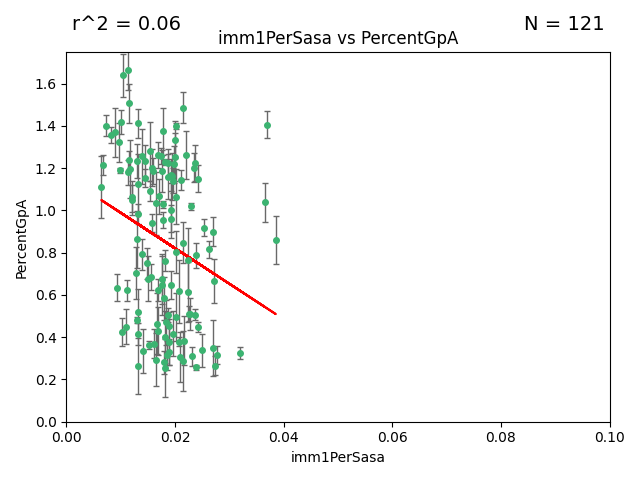 r^2 = 0.06
N = 121
imm1PerSasa vs PercentGpA
PercentGpA
1.6
1.4
1.2
1.0
0.8
0.6
0.4
0.2
0.0
0.00 0.02 0.04 0.06 0.08 0.10
imm1PerSasa